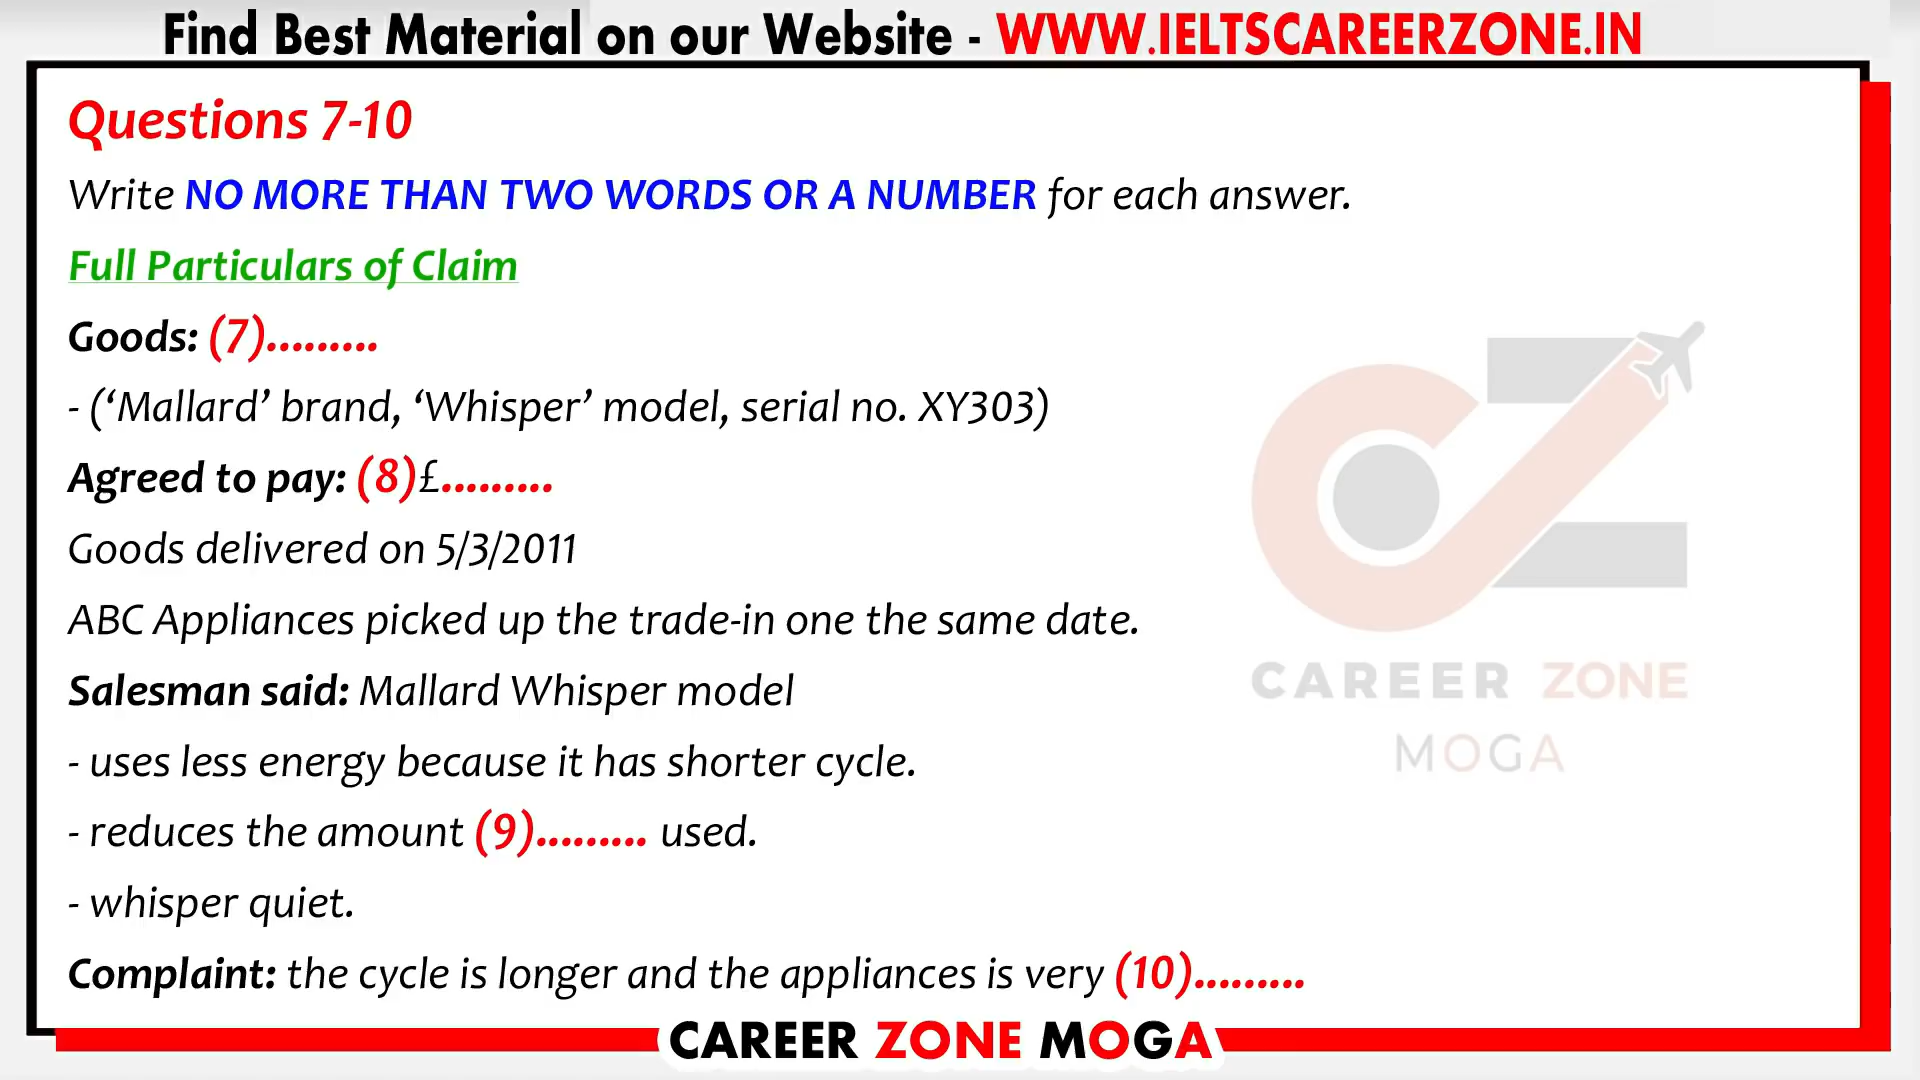 Find Best Material on our Website - WWW.IELTSCAREERZONE.IN
Questions 7-10
Write NO MORE THAN TWO WORDS OR A NUMBER for each answer.
Full Particulars of Claim
Goods: (7).........
- (‘Mallard’ brand, ‘Whisper’ model, serial no. XY303)
Agreed to pay: (8)£.........
Goods delivered on 5/3/2011
ABC Appliances picked up the trade-in one the same date.
Salesman said: Mallard Whisper model
- uses less energy because it has shorter cycle.
- reduces the amount (9)......... used.
- whisper quiet.
Complaint: the cycle is longer and the appliances is very (10).........
CAREER ZONE
MOGA
CAREER ZONE MOGA